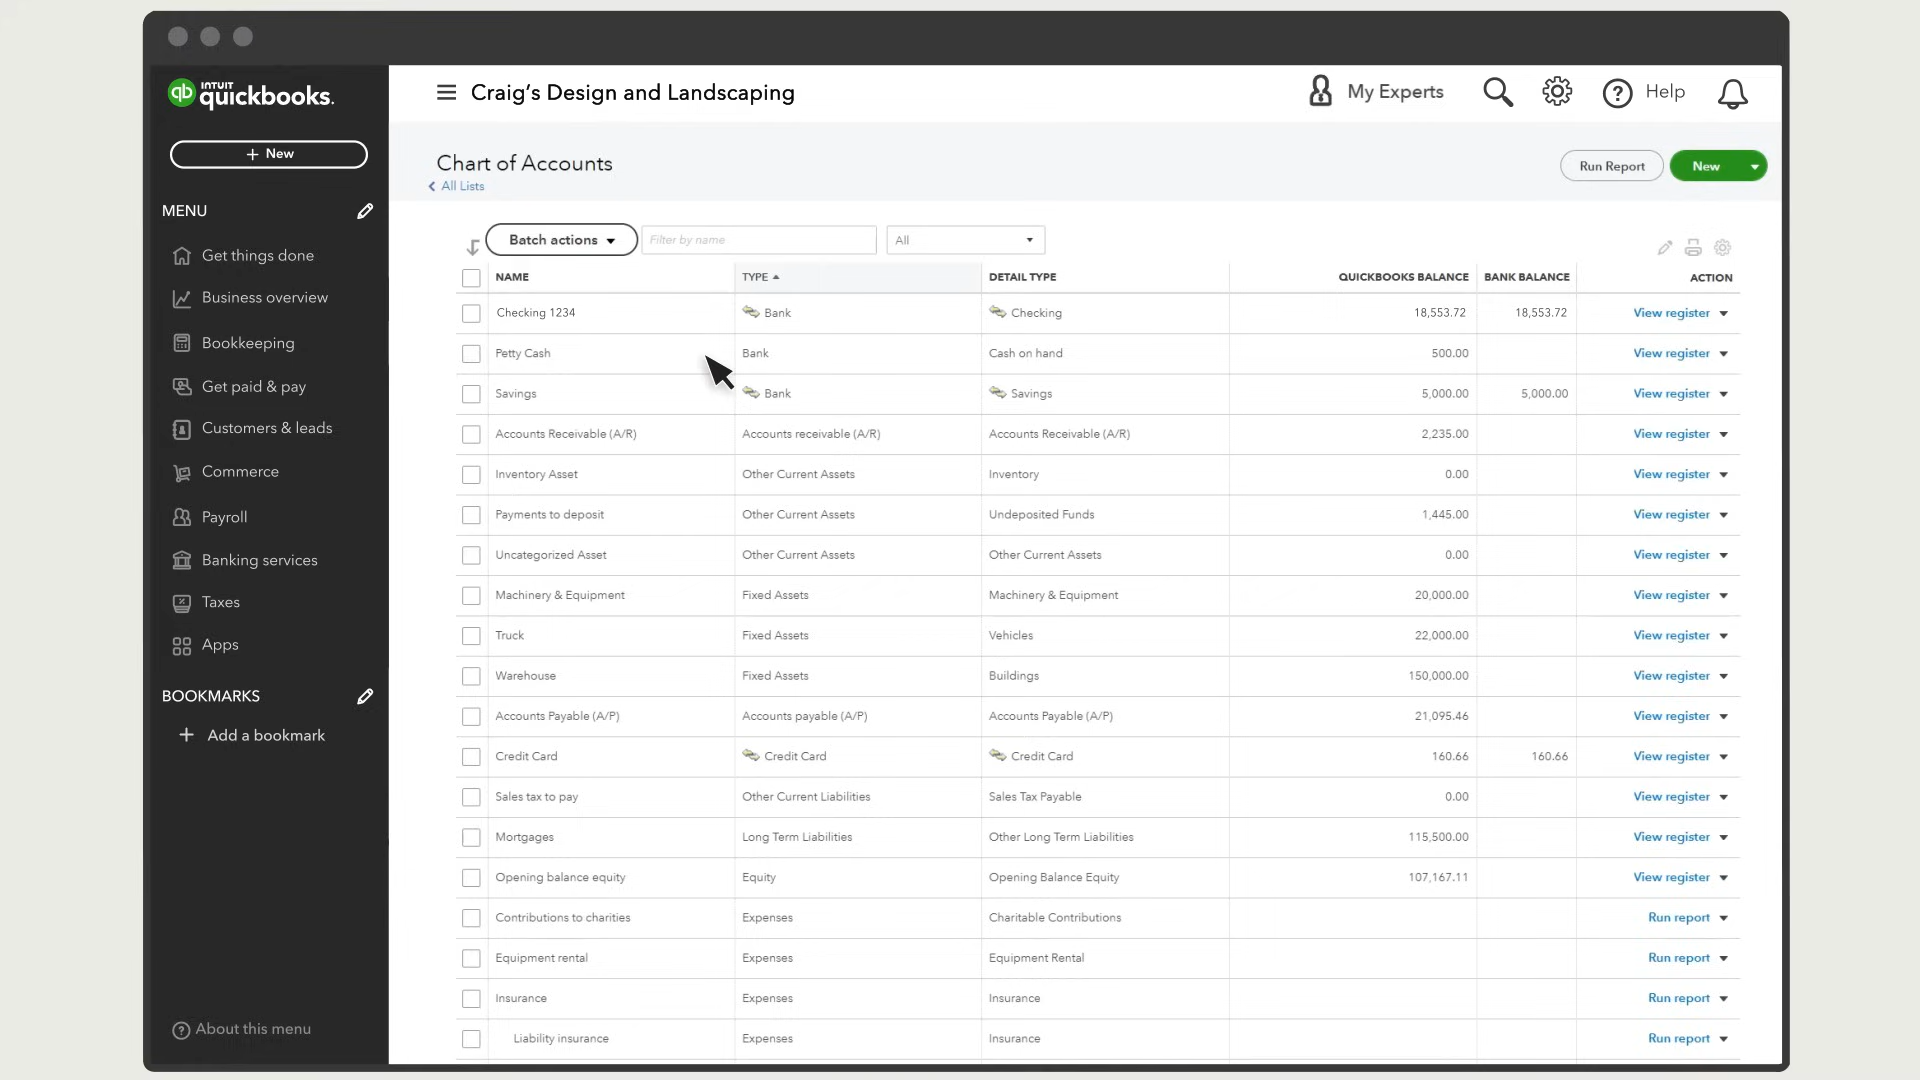 INTUIT
quickbooks.
Craig's Design and Landscaping
My Experts
Help
+ New
Chart of Accounts
All Lists
Run Report
New
MENU
Get things done
Business overview
Bookkeeping
Get paid & pay
Customers & leads
Commerce
Payroll
Banking services
Taxes
Apps
BOOKMARKS
+ Add a bookmark
About this menu
Batch actions Filter by name All
NAME TYPE DETAIL TYPE QUICKBOOKS BALANCE BANK BALANCE ACTION
Checking 1234 Bank Checking 18,553.72 18,553.72 View register
Petty Cash Bank Cash on hand 500.00 View register
Savings Bank Savings 5,000.00 5,000.00 View register
Accounts Receivable (A/R) Accounts receivable (A/R) Accounts Receivable (A/R) 2,235.00 View register
Inventory Asset Other Current Assets Inventory 0.00 View register
Payments to deposit Other Current Assets Undeposited Funds 1,445.00 View register
Uncategorized Asset Other Current Assets Other Current Assets 0.00 View register
Machinery & Equipment Fixed Assets Machinery & Equipment 20,000.00 View register
Truck Fixed Assets Vehicles 22,000.00 View register
Warehouse Fixed Assets Buildings 150,000.00 View register
Accounts Payable (A/P) Accounts payable (A/P) Accounts Payable (A/P) 21,095.46 View register
Credit Card Credit Card Credit Card 160.66 160.66 View register
Sales tax to pay Other Current Liabilities Sales Tax Payable 0.00 View register
Mortgages Long Term Liabilities Other Long Term Liabilities 115,500.00 View register
Opening balance equity Equity Opening Balance Equity 107,167.11 View register
Contributions to charities Expenses Charitable Contributions Run report
Equipment rental Expenses Equipment Rental Run report
Insurance Expenses Insurance Run report
Liability insurance Expenses Insurance Run report